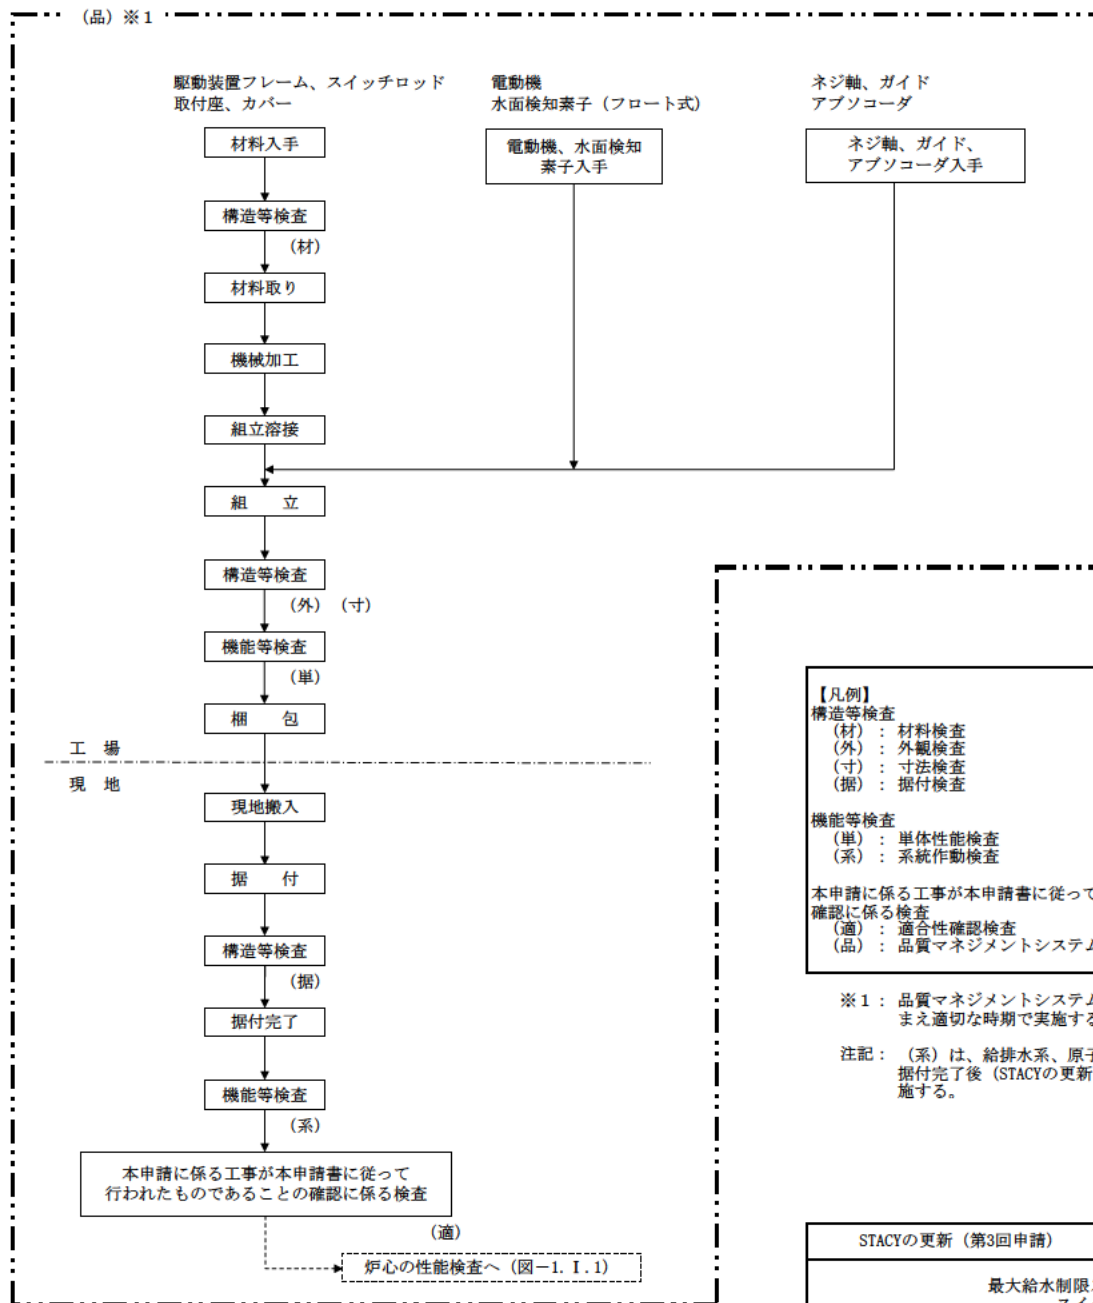 (品)※1
駆動装置フレーム、スイッチロッド
取付座、カバー
電動機
水面検知素子(フロート式)
ネジ軸、ガイド
アブソコーダ
材料入手
電動機、水面検知
素子入手
ネジ軸、ガイド、
アブソコーダ入手
構造等検査
(材)
材料取り
機械加工
組立溶接
組 立
構造等検査
(外)(寸)
機能等検査
(単)
梱 包
工 場
現 地
現地搬入
据 付
構造等検査
(据)
据付完了
機能等検査
(系)
本申請に係る工事が本申請書に従って
行われたものであることの確認に係る検査
(適)
炉心の性能検査へ(図-1.I.1)
【凡例】
構造等検査
(材): 材料検査
(外): 外観検査
(寸): 寸法検査
(据): 据付検査
機能等検査
(単): 単体性能検査
(系): 系統作動検査
本申請に係る工事が本申請書に従って
確認に係る検査
(適): 適合性確認検査
(品): 品質マネジメントシステム
※1: 品質マネジメントシステム
まえ適切な時期で実施する
注記: (系)は、給排水系、原子
据付完了後(STACYの更新
施する。
STACYの更新(第3回申請)
最大給水制限
スイ